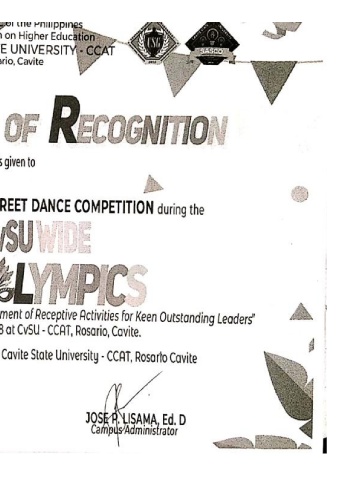 of the Philippines
n on Higher Education
E UNIVERSITY - CCAT
ario, Cavite
CSG
OF RECOGNITION
s given to
REET DANCE COMPETITION during the
vSU WIDE
LYMPICS
ment of Receptive Activities for Keen Outstanding Leaders"
8 at CvSU - CCAT, Rosario, Cavite.
Cavite State University - CCAT, Rosario Cavite
JOSE P. LISAMA, Ed. D
Campus Administrator